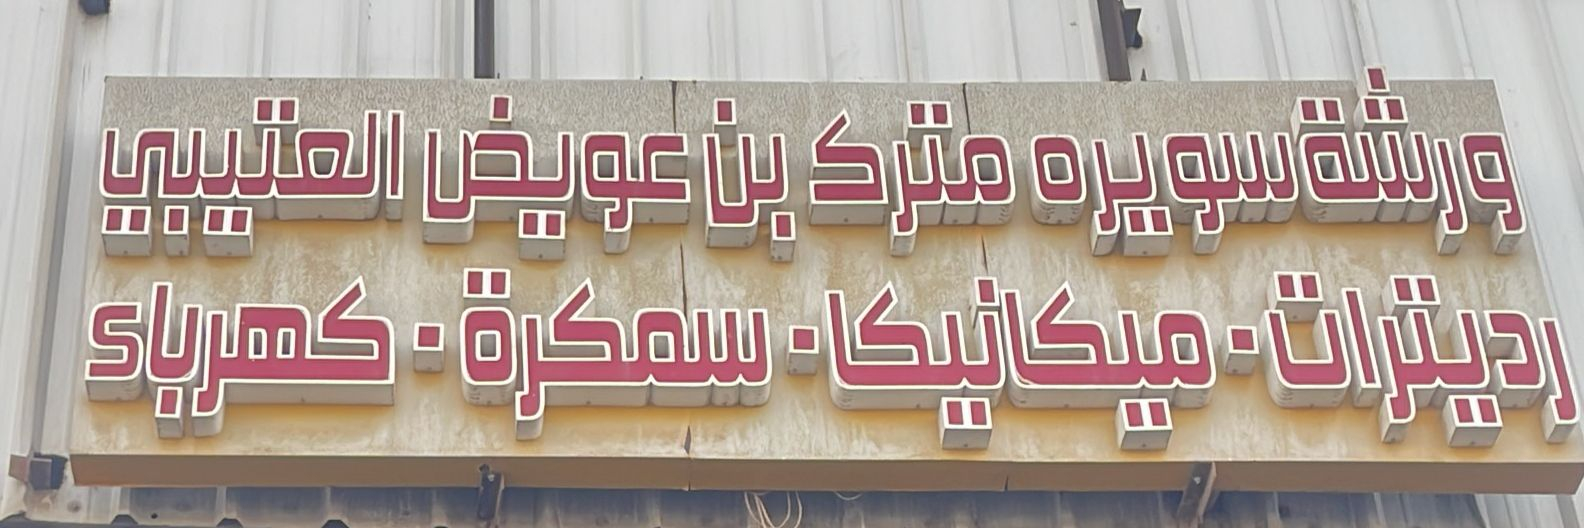 ورشة سويره مترك بن عويض العتيبي
رديترات · ميكانيكا · سمكرة · كهرباء